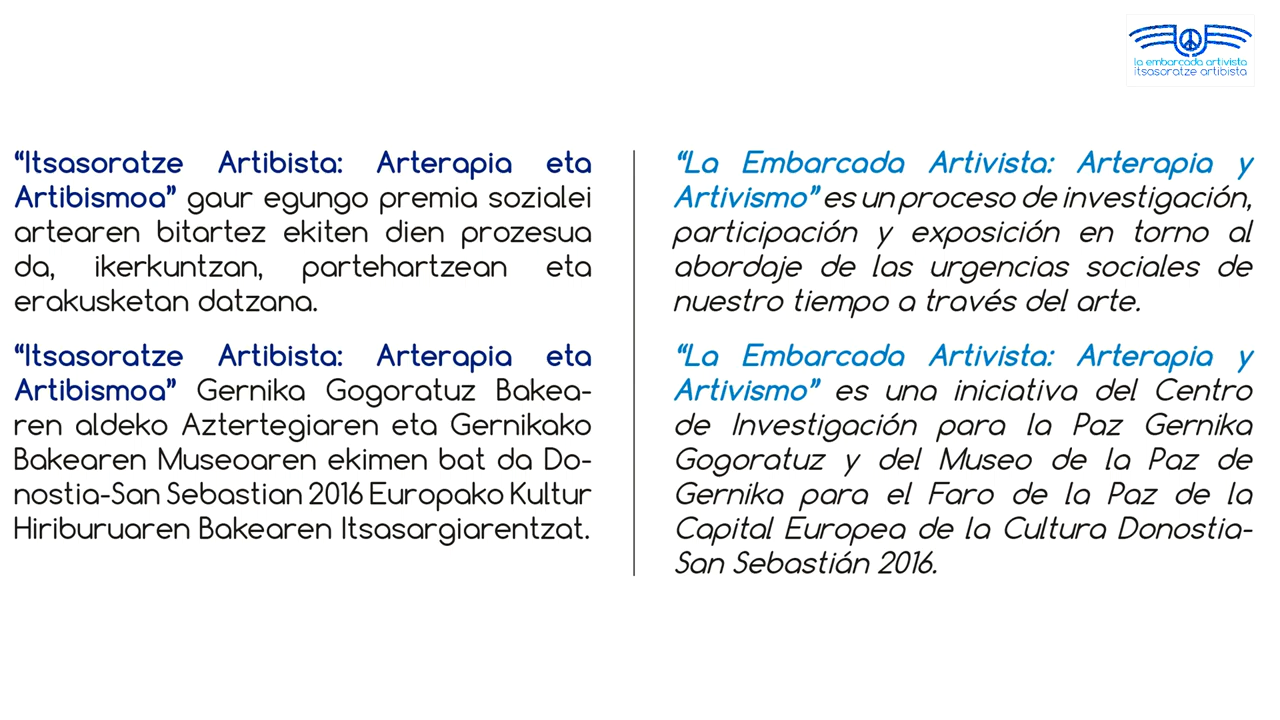 la embarcada artivista
itsasoratze artibista
“Itsasoratze Artibista: Arterapia eta
Artibismoa” gaur egungo premia sozialei
artearen bitartez ekiten dien prozesua
da, ikerkuntzan, partehartzean eta
erakusketan datzana.
“Itsasoratze Artibista: Arterapia eta
Artibismoa” Gernika Gogoratuz Bakea-
ren aldeko Aztertegiaren eta Gernikako
Bakearen Museoaren ekimen bat da Do-
nostia-San Sebastian 2016 Europako Kultur
Hiriburuaren Bakearen Itsasargiarentzat.
“La Embarcada Artivista: Arterapia y
Artivismo” es un proceso de investigación,
participación y exposición en torno al
abordaje de las urgencias sociales de
nuestro tiempo a través del arte.
“La Embarcada Artivista: Arterapia y
Artivismo” es una iniciativa del Centro
de Investigación para la Paz Gernika
Gogoratuz y del Museo de la Paz de
Gernika para el Faro de la Paz de la
Capital Europea de la Cultura Donostia-
San Sebastián 2016.